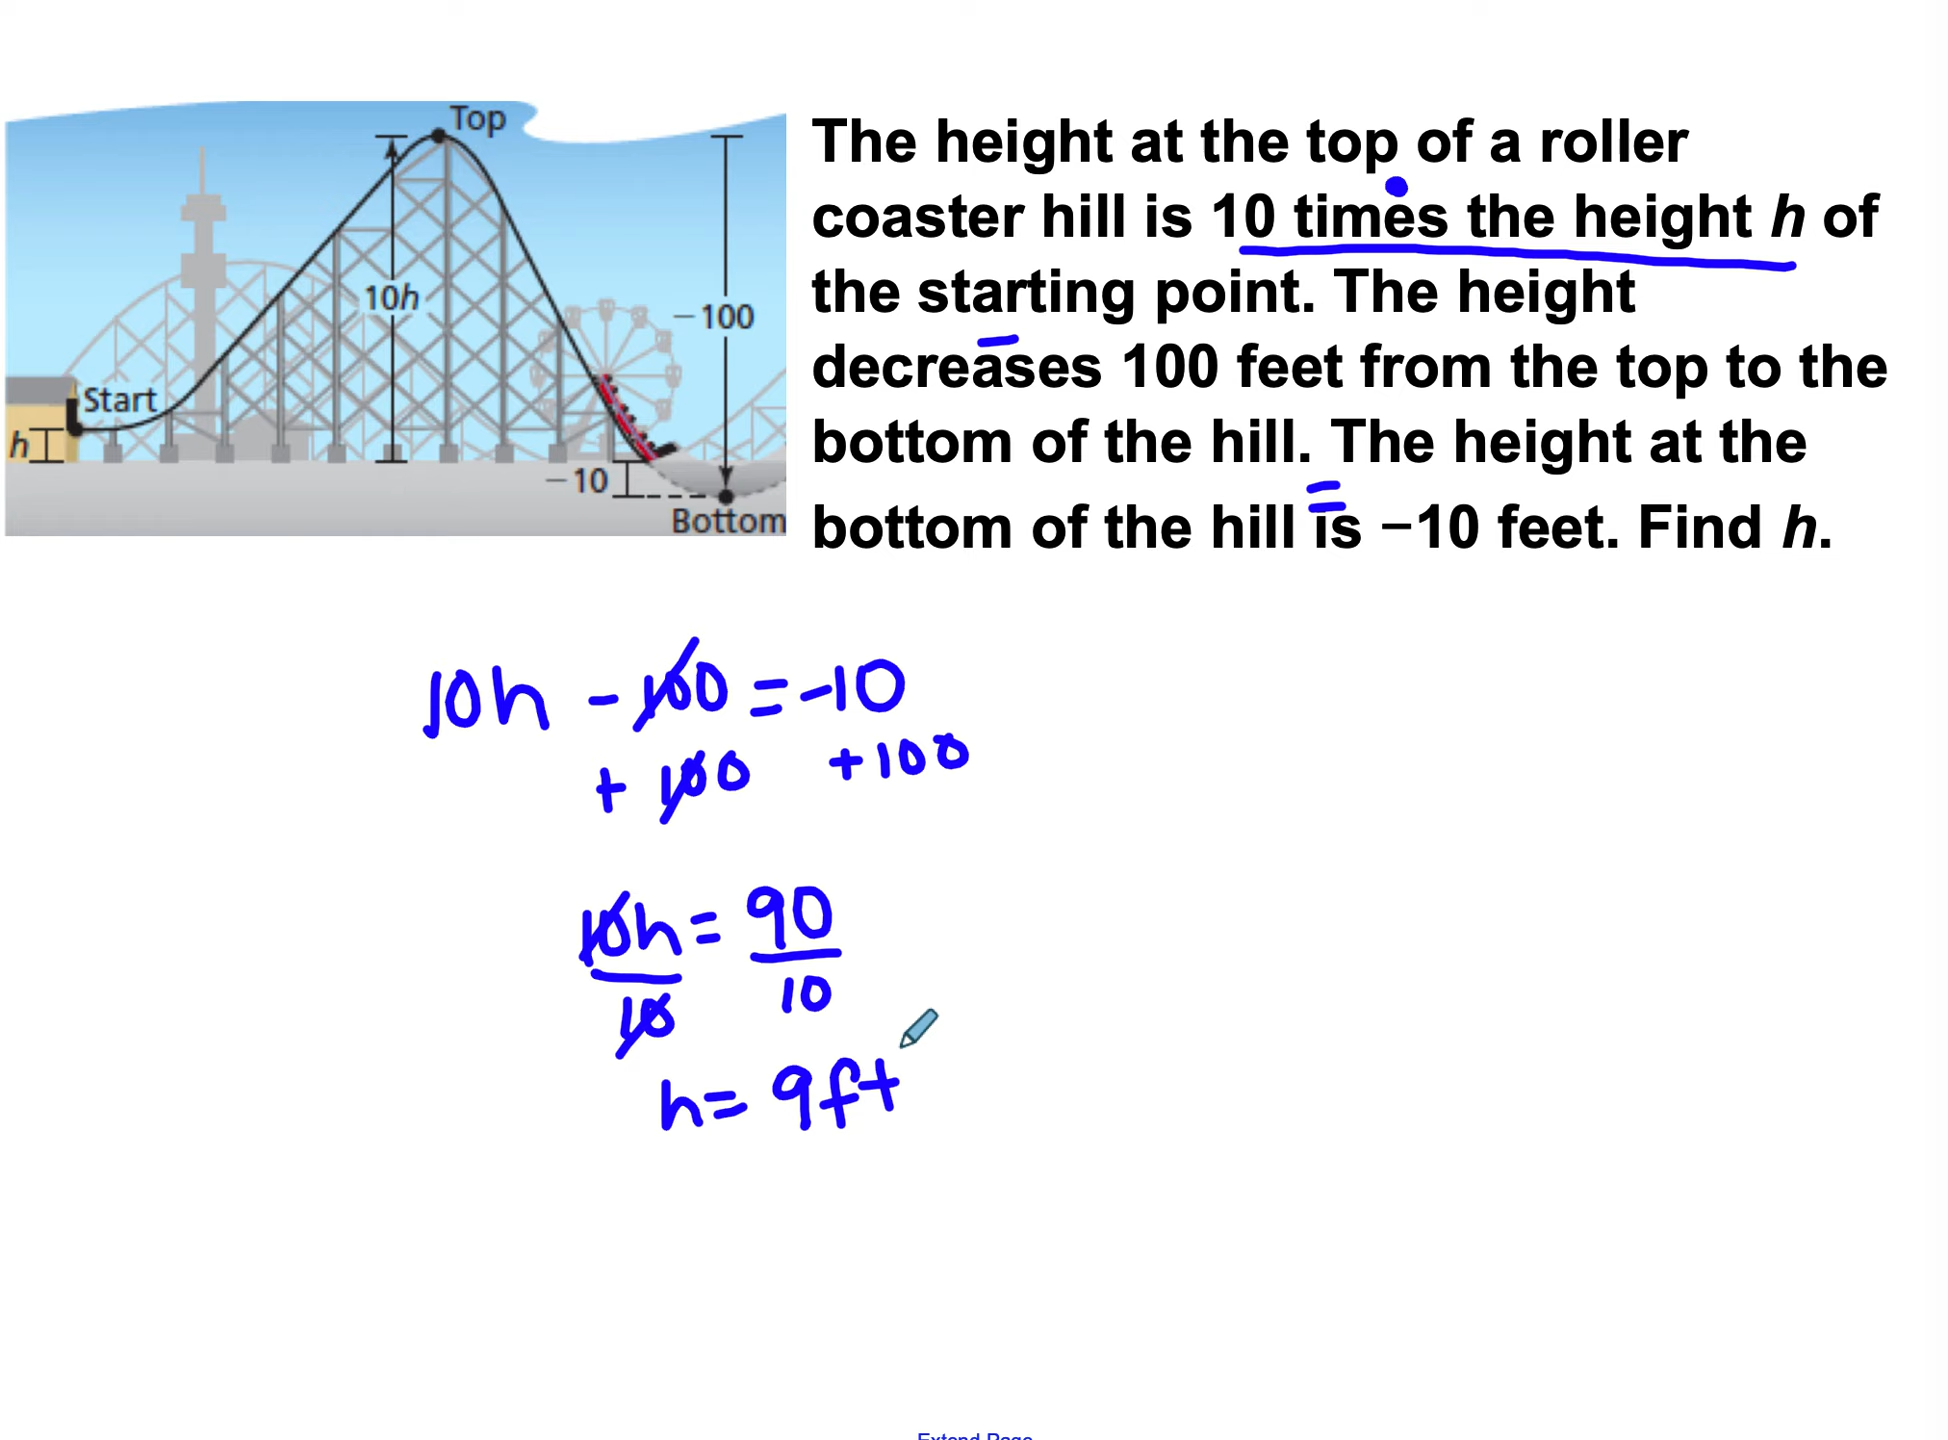 Top
10h
−100
Start
h
−10
Bottom
The height at the top of a roller
coaster hill is 10 times the height h of
the starting point. The height
decreases 100 feet from the top to the
bottom of the hill. The height at the
bottom of the hill is −10 feet. Find h.
10h - 100 = -10
+ 100 +100
10h = 90
10 10
h = 9ft
Extend Page